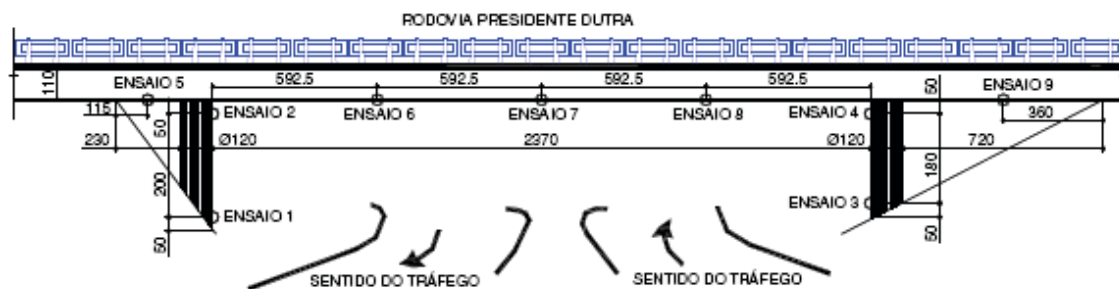 RODOVIA PRESIDENTE DUTRA
110
ENSAIO 5
592.5
592.5
592.5
592.5
50
ENSAIO 9
115
50
ENSAIO 2
ENSAIO 6
ENSAIO 7
ENSAIO 8
ENSAIO 4
360
230
Ø120
2370
Ø120
720
200
180
ENSAIO 1
ENSAIO 3
50
50
SENTIDO DO TRÁFEGO
SENTIDO DO TRÁFEGO